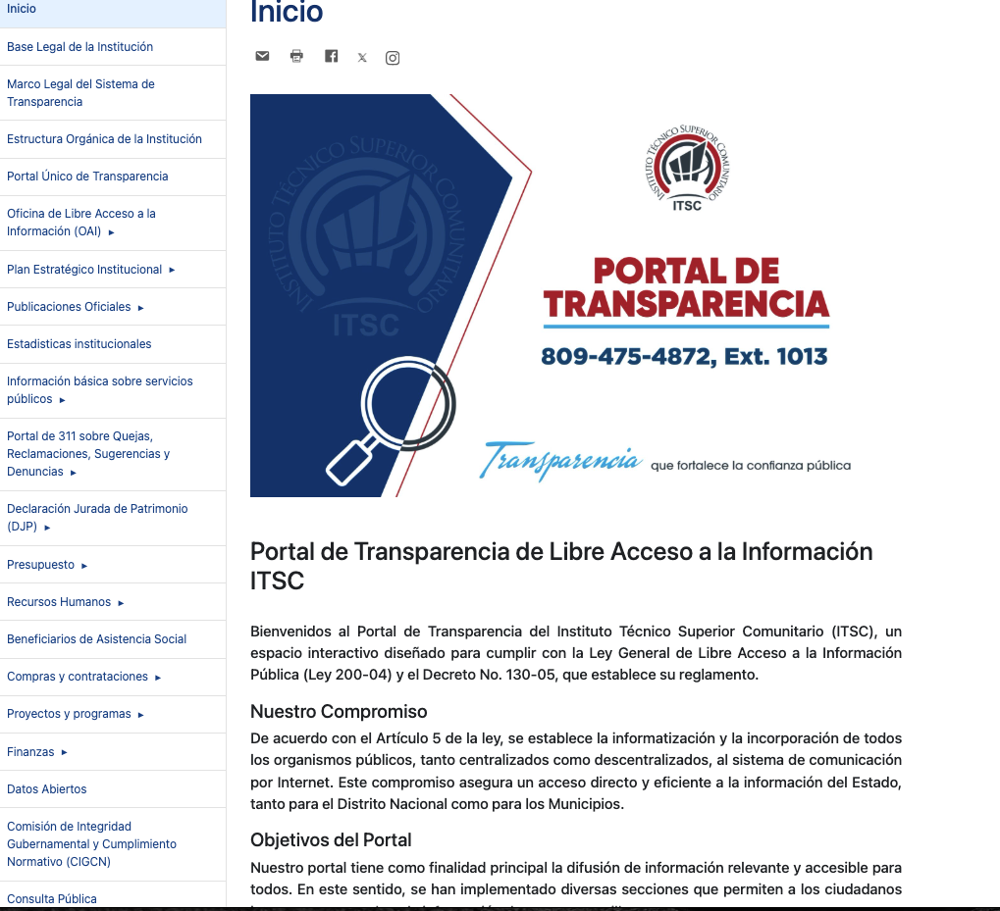 Inicio
Base Legal de la Institución
Marco Legal del Sistema de
Transparencia
Estructura Orgánica de la Institución
Portal Único de Transparencia
Oficina de Libre Acceso a la
Información (OAI) ►
Plan Estratégico Institucional ►
Publicaciones Oficiales ►
Estadisticas institucionales
Información básica sobre servicios
públicos ►
Portal de 311 sobre Quejas,
Reclamaciones, Sugerencias y
Denuncias ►
Declaración Jurada de Patrimonio
(DJP) ►
Presupuesto ►
Recursos Humanos ►
Beneficiarios de Asistencia Social
Compras y contrataciones ►
Proyectos y programas ►
Finanzas ►
Datos Abiertos
Comisión de Integridad
Gubernamental y Cumplimiento
Normativo (CIGCN)
Consulta Pública
Inicio
INSTITUTO TÉCNICO SUPERIOR COMUNITARIO
ITSC
INSTITUTO TÉCNICO SUPERIOR COMUNITARIO
ITSC
PORTAL DE
TRANSPARENCIA
809-475-4872, Ext. 1013
Transparencia que fortalece la confianza pública
Portal de Transparencia de Libre Acceso a la Información
ITSC
Bienvenidos al Portal de Transparencia del Instituto Técnico Superior Comunitario (ITSC), un
espacio interactivo diseñado para cumplir con la Ley General de Libre Acceso a la Información
Pública (Ley 200-04) y el Decreto No. 130-05, que establece su reglamento.
Nuestro Compromiso
De acuerdo con el Artículo 5 de la ley, se establece la informatización y la incorporación de todos
los organismos públicos, tanto centralizados como descentralizados, al sistema de comunicación
por Internet. Este compromiso asegura un acceso directo y eficiente a la información del Estado,
tanto para el Distrito Nacional como para los Municipios.
Objetivos del Portal
Nuestro portal tiene como finalidad principal la difusión de información relevante y accesible para
todos. En este sentido, se han implementado diversas secciones que permiten a los ciudadanos